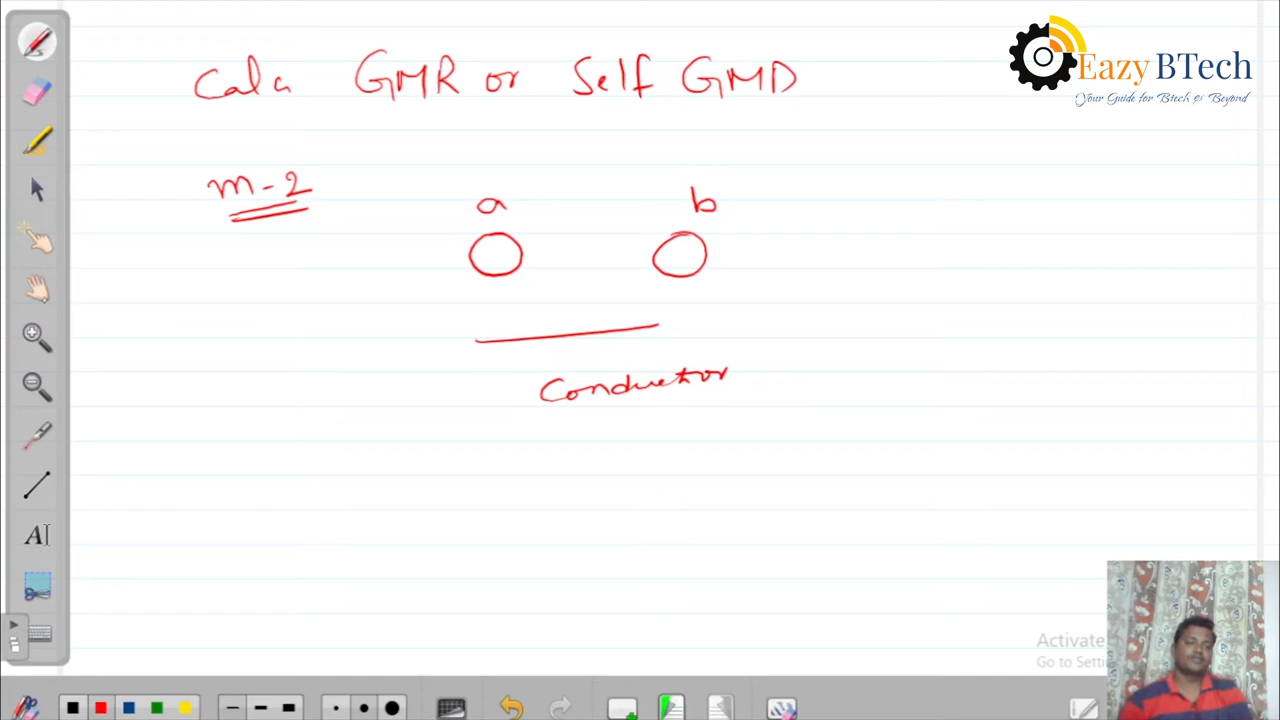 Calc GMR or Self GMD
m-2
a b
Conductor
Eazy BTech
Your Guide for Btech & Beyond
A
Activate
Go to Setti